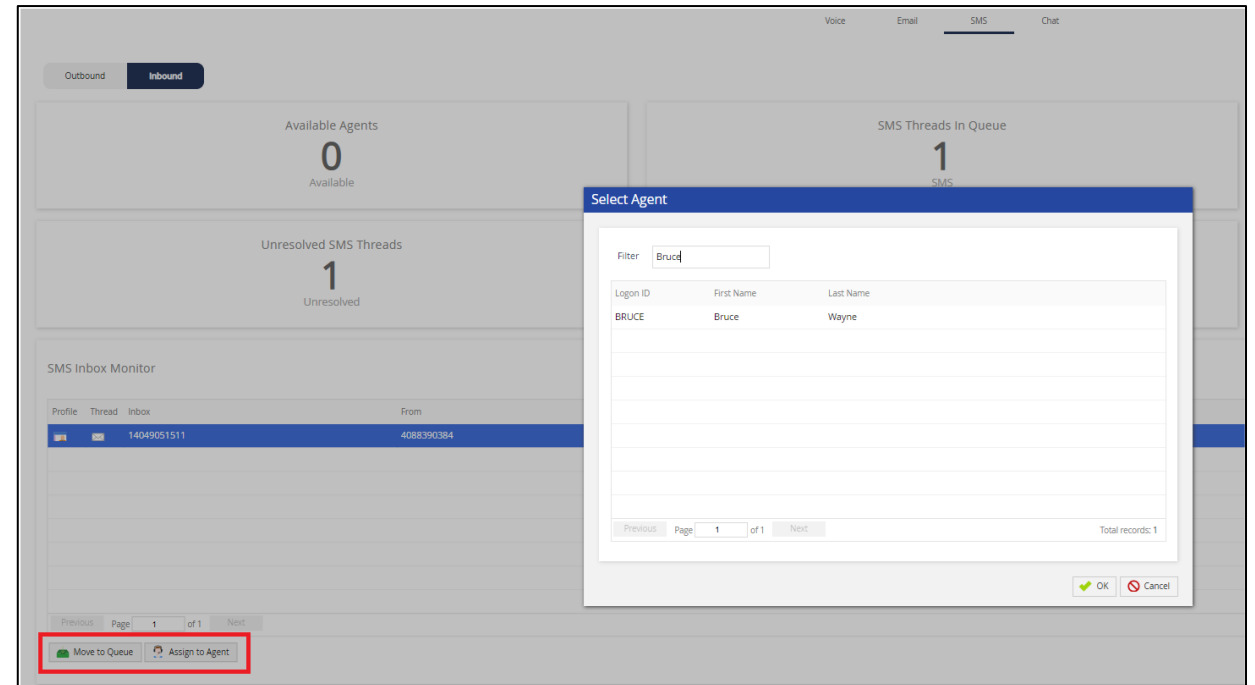 Voice Email SMS Chat
Outbound Inbound
Available Agents
0
Available
SMS Threads In Queue
1
SMS
Unresolved SMS Threads
1
Unresolved
SMS Inbox Monitor
Profile Thread Inbox From
14049051511 4088390384
Previous Page 1 of 1 Next
Move to Queue Assign to Agent
Select Agent
Filter Bruce
Logon ID First Name Last Name
BRUCE Bruce Wayne
Previous Page 1 of 1 Next Total records: 1
OK Cancel